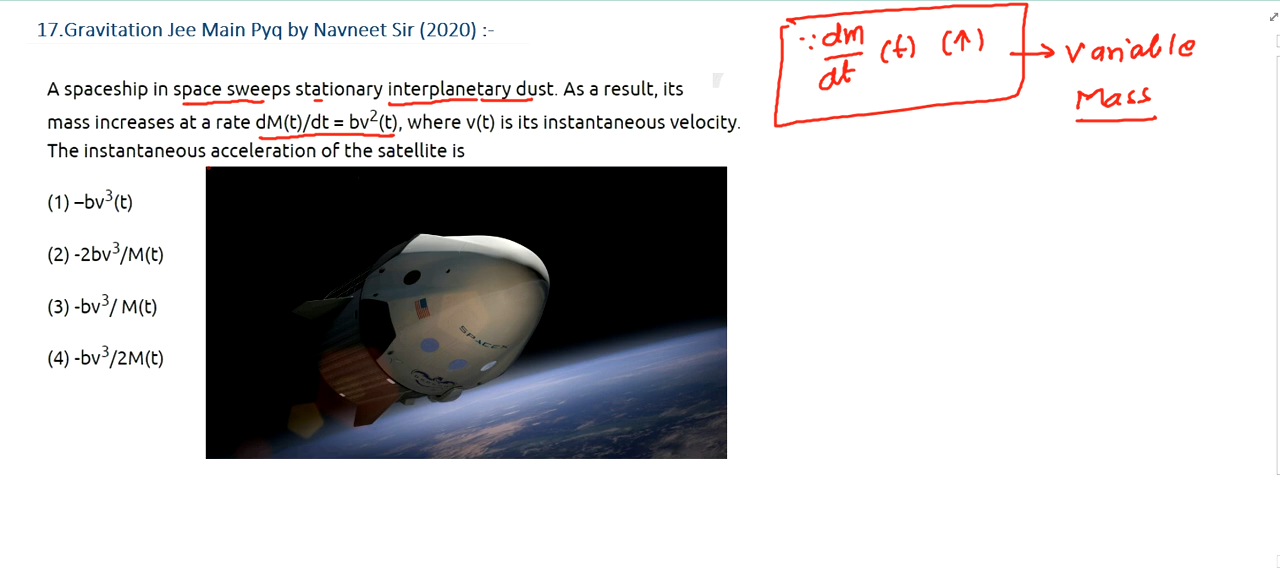 17.Gravitation Jee Main Pyq by Navneet Sir (2020) :-
∵ dm/dt (t) (↑) → variable
Mass
A spaceship in space sweeps stationary interplanetary dust. As a result, its
mass increases at a rate dM(t)/dt = bv²(t), where v(t) is its instantaneous velocity.
The instantaneous acceleration of the satellite is
(1) –bv³(t)
(2) -2bv³/M(t)
(3) -bv³/ M(t)
(4) -bv³/2M(t)
SPACEX